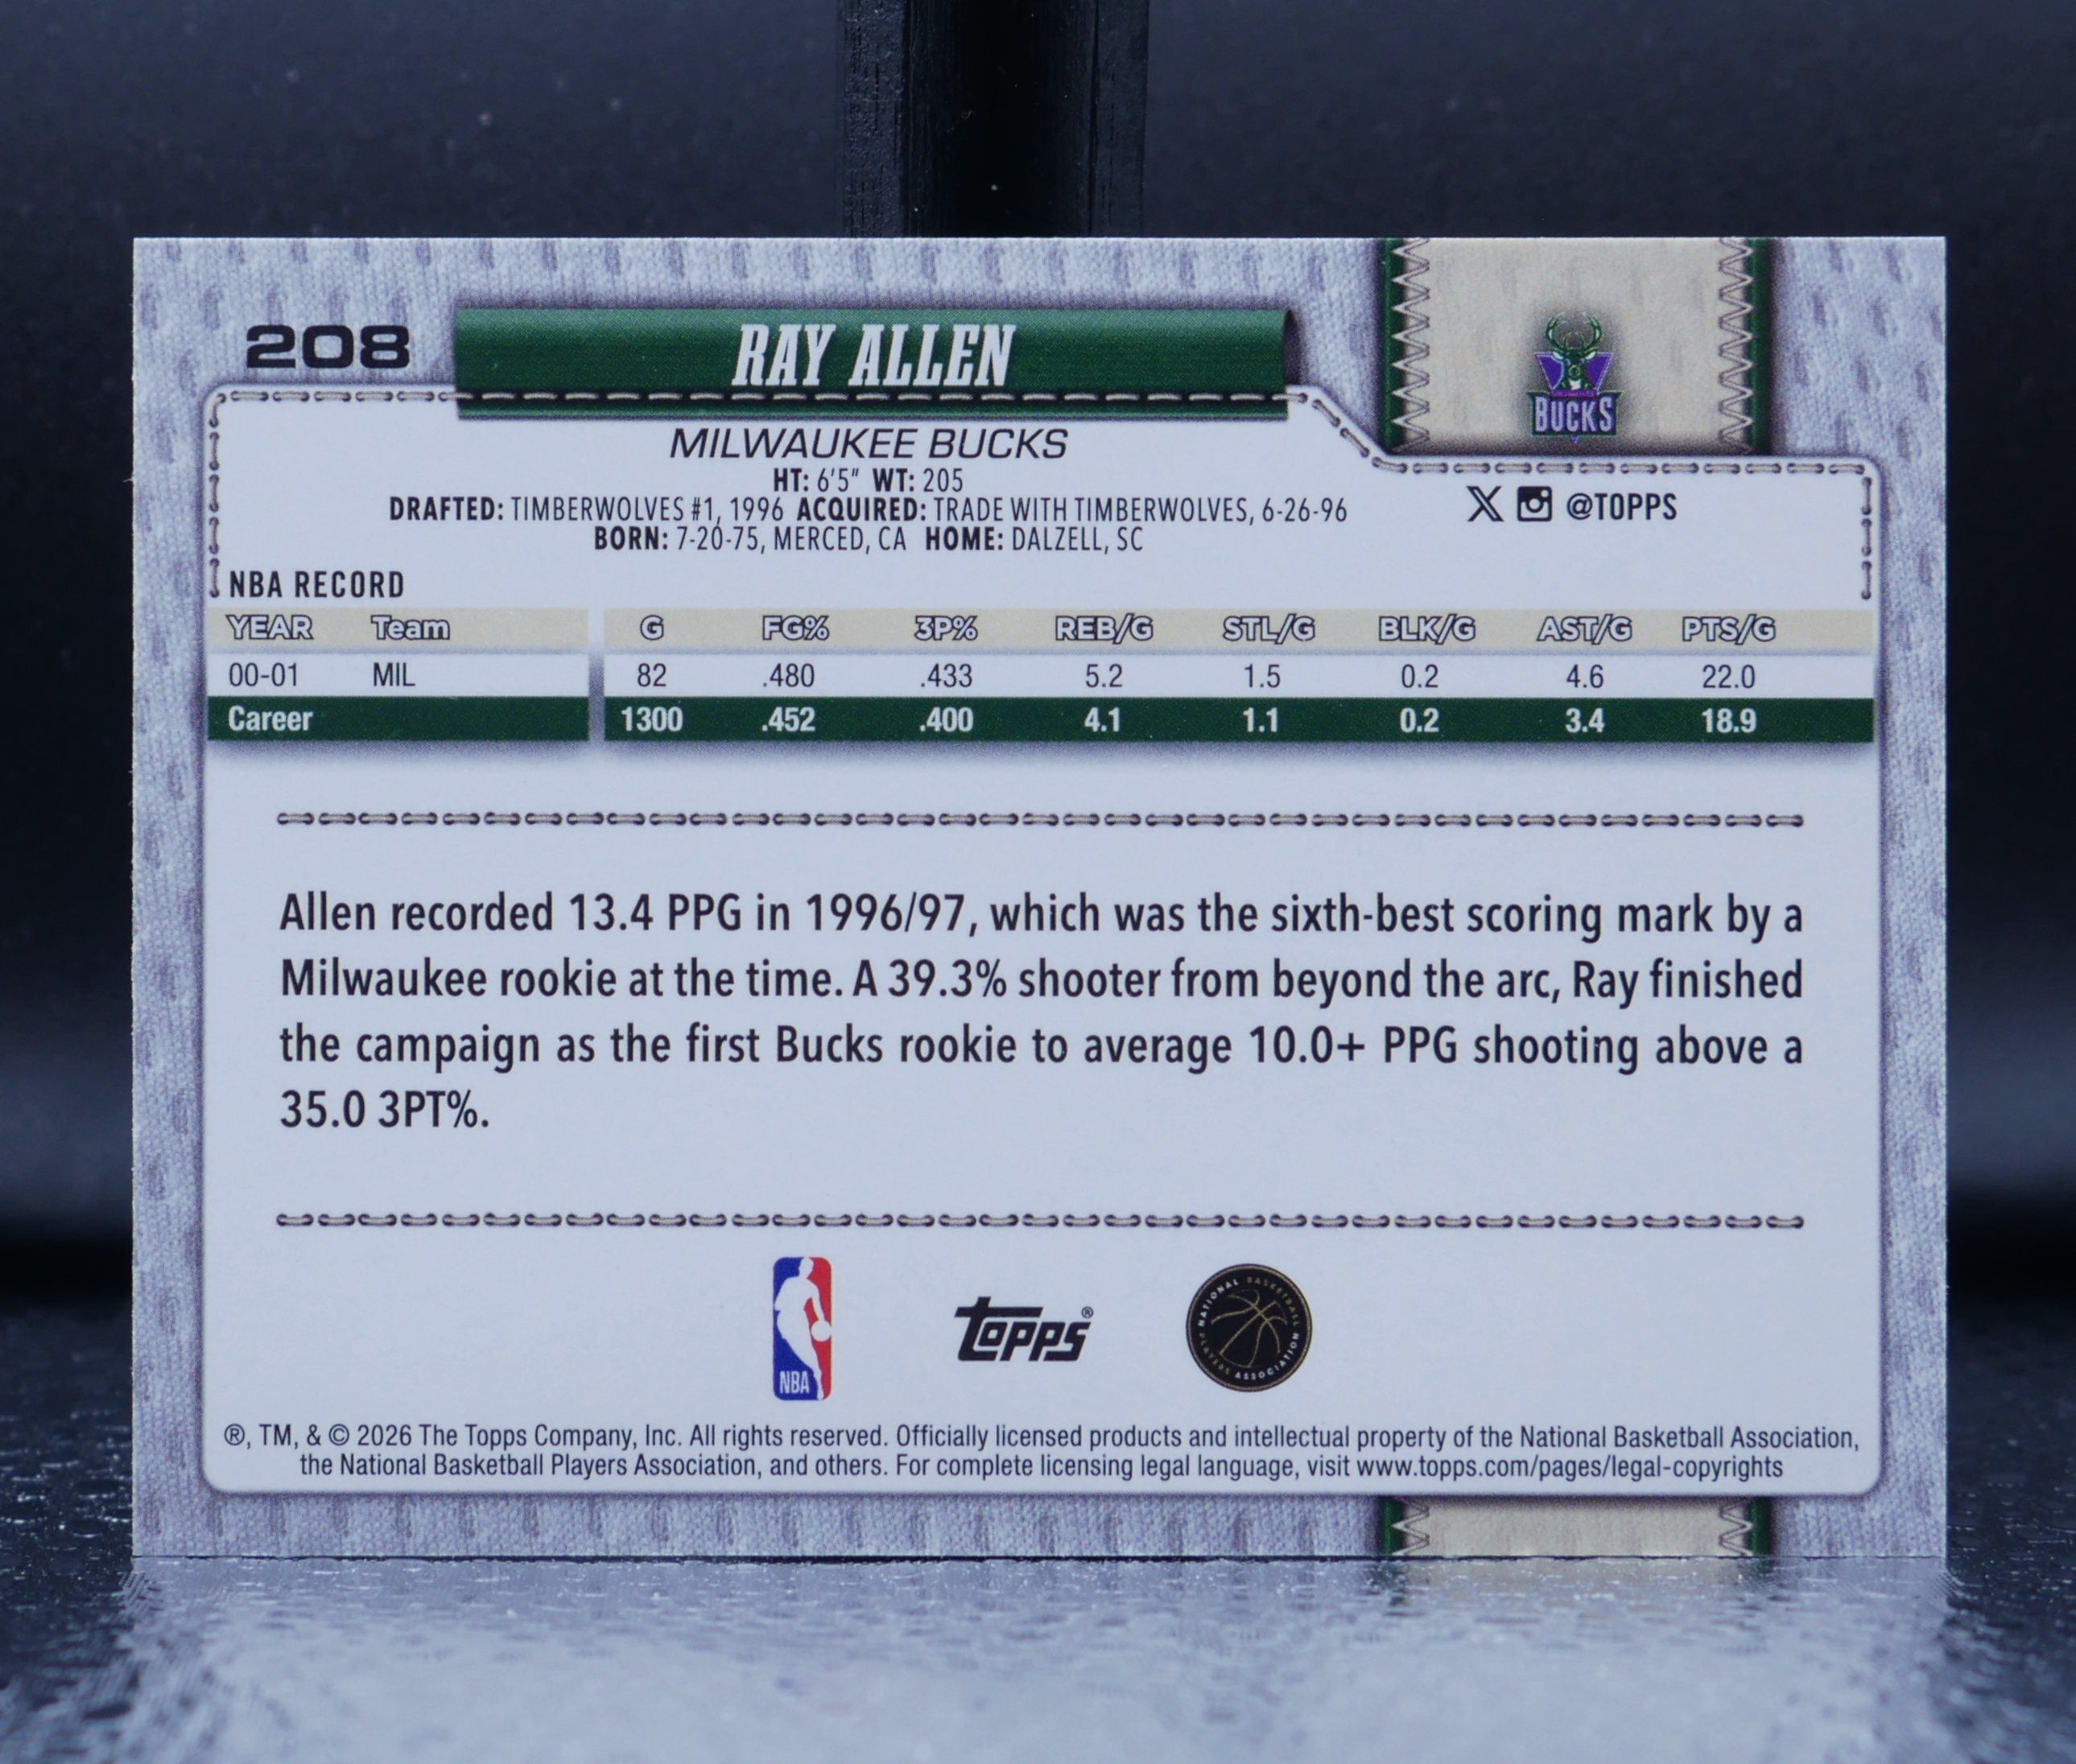 208
RAY ALLEN
BUCKS
MILWAUKEE BUCKS
HT: 6'5" WT: 205
DRAFTED: TIMBERWOLVES #1, 1996 ACQUIRED: TRADE WITH TIMBERWOLVES, 6-26-96
BORN: 7-20-75, MERCED, CA HOME: DALZELL, SC
@TOPPS
NBA RECORD
YEAR Team G FG% 3P% REB/G STL/G BLK/G AST/G PTS/G
00-01 MIL 82 .480 .433 5.2 1.5 0.2 4.6 22.0
Career 1300 .452 .400 4.1 1.1 0.2 3.4 18.9
Allen recorded 13.4 PPG in 1996/97, which was the sixth-best scoring mark by a
Milwaukee rookie at the time. A 39.3% shooter from beyond the arc, Ray finished
the campaign as the first Bucks rookie to average 10.0+ PPG shooting above a
35.0 3PT%.
NBA
Topps®
NATIONAL BASKETBALL PLAYERS ASSOCIATION
®, TM, & © 2026 The Topps Company, Inc. All rights reserved. Officially licensed products and intellectual property of the National Basketball Association,
the National Basketball Players Association, and others. For complete licensing legal language, visit www.topps.com/pages/legal-copyrights